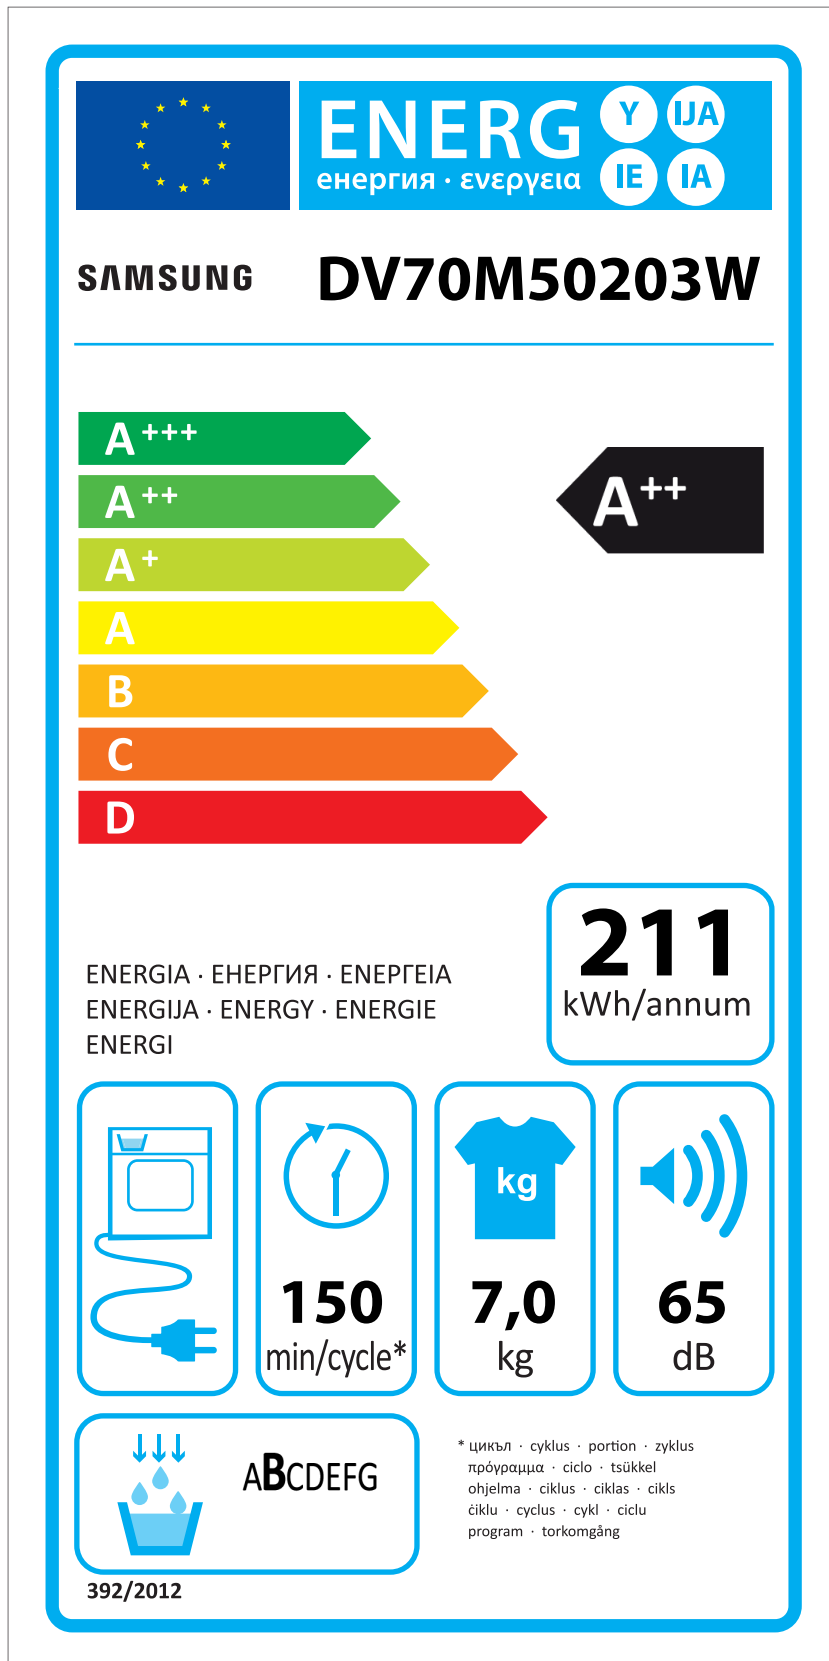 ENERG
Y IJA
IE IA
енергия · ενεργεια
SAMSUNG DV70M50203W
A+++
A++
A++
A+
A
B
C
D
211
kWh/annum
ENERGIA · ЕНЕРГИЯ · ΕΝΕΡΓΕΙΑ
ENERGIJA · ENERGY · ENERGIE
ENERGI
kg
150
min/cycle*
7,0
kg
65
dB
ABCDEFG
* цикъл · cyklus · portion · zyklus
πρόγραμμα · ciclo · tsükkel
ohjelma · ciklus · ciklas · cikls
ċiklu · cyclus · cykl · ciclu
program · torkomgång
392/2012